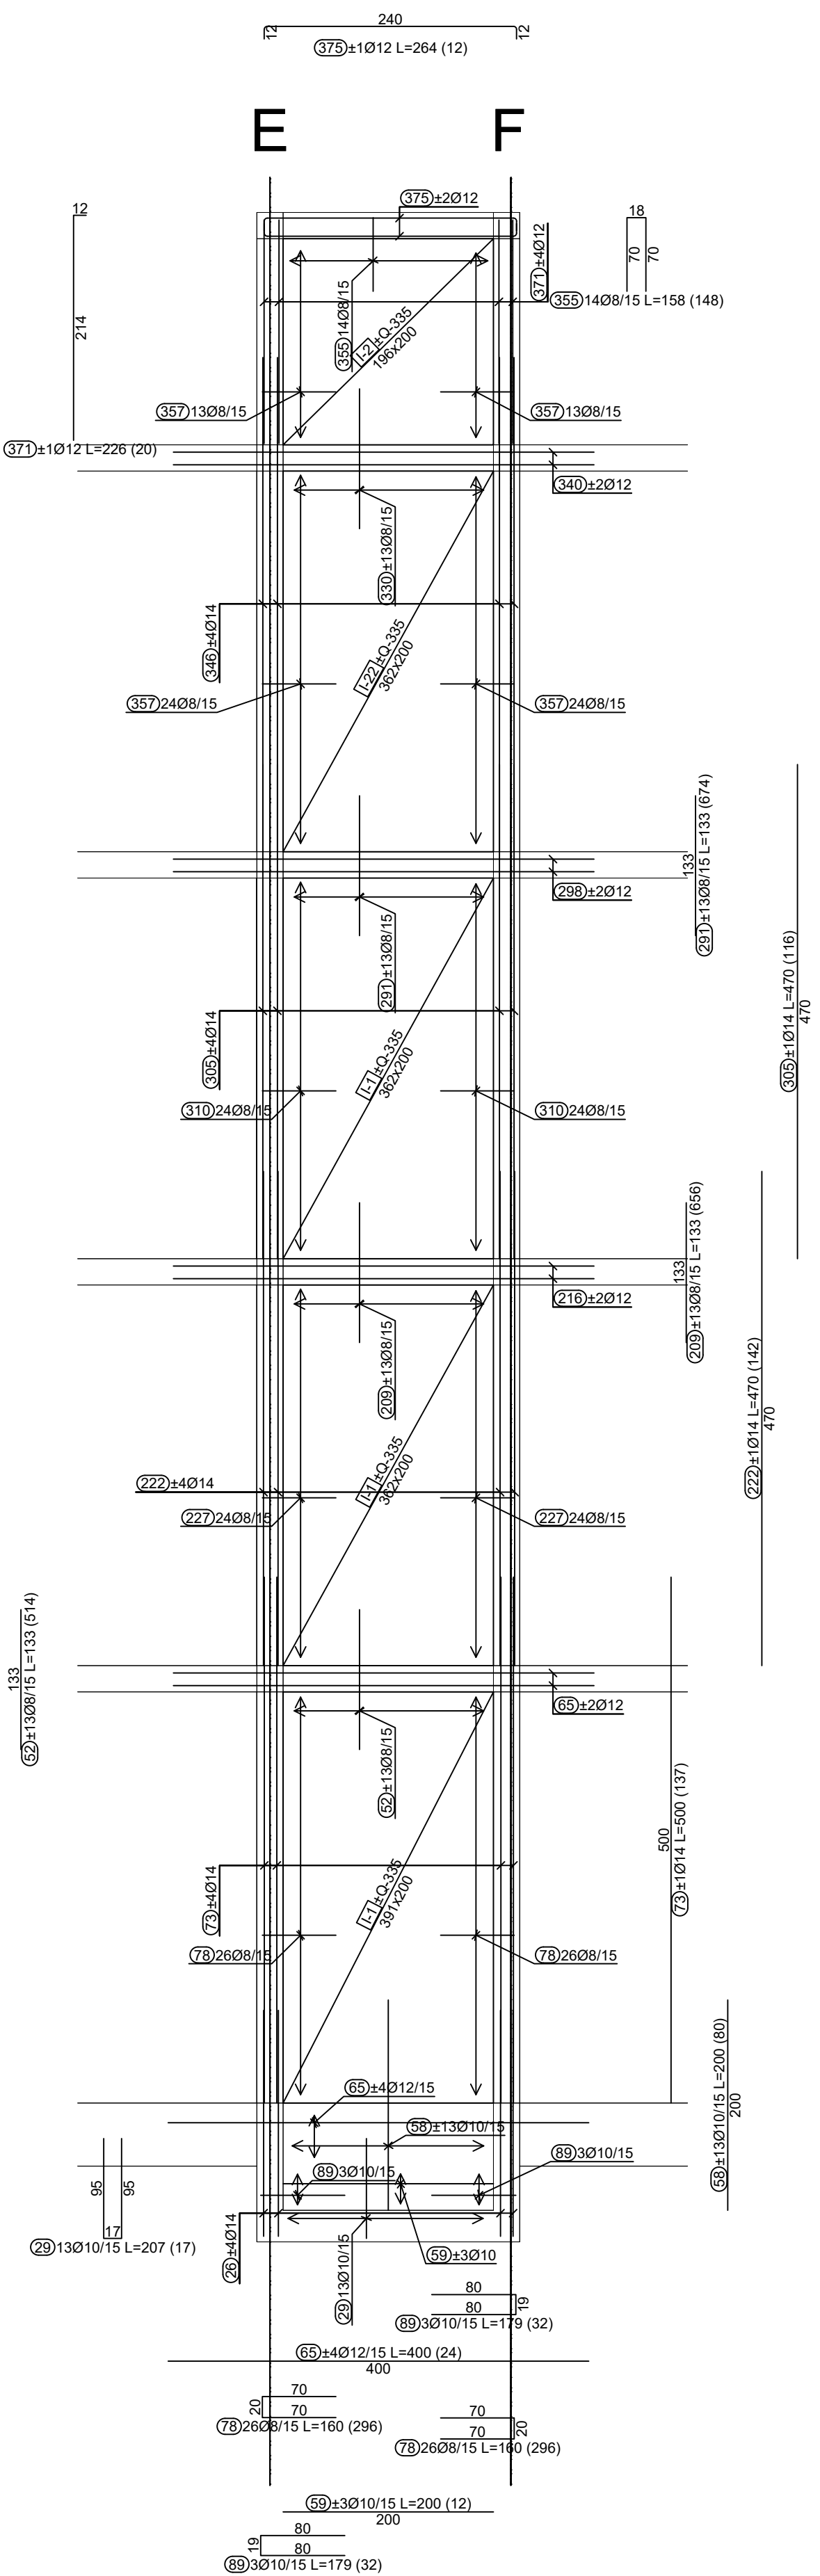 240
12
12
(375)±1Ø12 L=264 (12)
E
F
12
(375)±2Ø12
18
214
(355)14Ø8/15
I-2 ±Q-335
196x200
(371)±4Ø12
70
70
(355)14Ø8/15 L=158 (148)
(357)13Ø8/15
(357)13Ø8/15
(371)±1Ø12 L=226 (20)
(340)±2Ø12
(330)±13Ø8/15
(346)±4Ø14
I-22 ±Q-335
362x200
(357)24Ø8/15
(357)24Ø8/15
133
(291)±13Ø8/15 L=133 (674)
(298)±2Ø12
(291)±13Ø8/15
(305)±1Ø14 L=470 (116)
470
(305)±4Ø14
I-1 ±Q-335
362x200
(310)24Ø8/15
(310)24Ø8/15
133
(209)±13Ø8/15 L=133 (656)
(216)±2Ø12
(209)±13Ø8/15
(222)±1Ø14 L=470 (142)
470
(222)±4Ø14
I-1 ±Q-335
362x200
(227)24Ø8/15
(227)24Ø8/15
133
(52)±13Ø8/15 L=133 (514)
(65)±2Ø12
(52)±13Ø8/15
500
(73)±1Ø14 L=500 (137)
(73)±4Ø14
I-1 ±Q-335
391x200
(78)26Ø8/15
(78)26Ø8/15
(65)±4Ø12/15
(58)±13Ø10/15
(58)±13Ø10/15 L=200 (80)
200
(89)3Ø10/15
(89)3Ø10/15
95
95
17
(29)13Ø10/15 L=207 (17)
(26)±4Ø14
(29)13Ø10/15
(59)±3Ø10
80
80
19
(89)3Ø10/15 L=179 (32)
(65)±4Ø12/15 L=400 (24)
400
70
20
70
(78)26Ø8/15 L=160 (296)
70
70
20
(78)26Ø8/15 L=160 (296)
(59)±3Ø10/15 L=200 (12)
200
80
19
80
(89)3Ø10/15 L=179 (32)